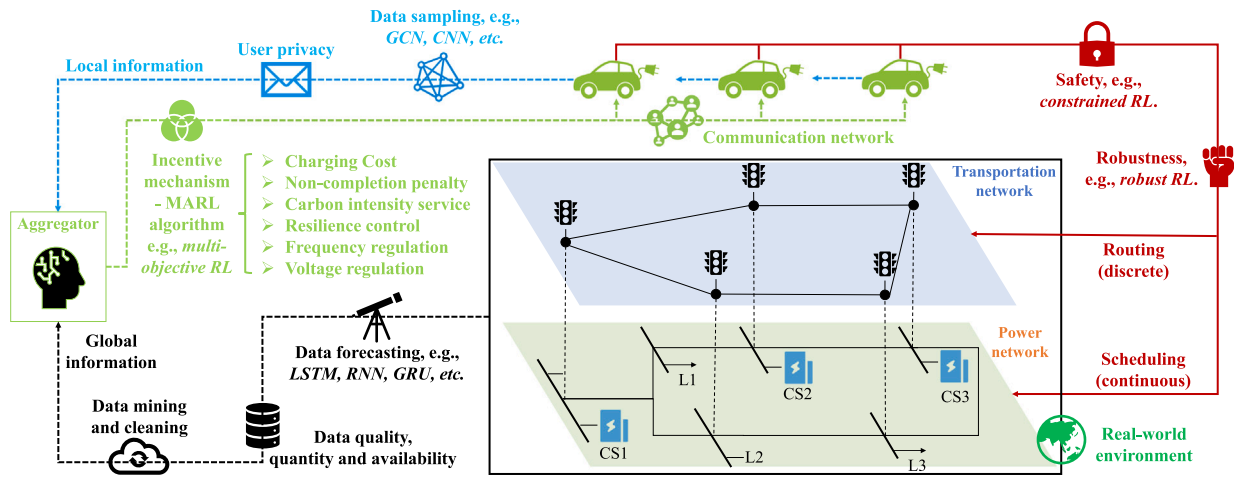 Data sampling, e.g.,
GCN, CNN, etc.
User privacy
Local information
Safety, e.g.,
constrained RL.
Communication network
Incentive
mechanism
- MARL
algorithm
e.g., multi-
objective RL
➢ Charging Cost
➢ Non-completion penalty
➢ Carbon intensity service
➢ Resilience control
➢ Frequency regulation
➢ Voltage regulation
Aggregator
Transportation
network
Robustness,
e.g., robust RL.
Routing
(discrete)
Global
information
Data forecasting, e.g.,
LSTM, RNN, GRU, etc.
Power
network
Scheduling
(continuous)
L1
CS2
CS3
Data mining
and cleaning
Data quality,
quantity and availability
CS1
L2
L3
Real-world
environment